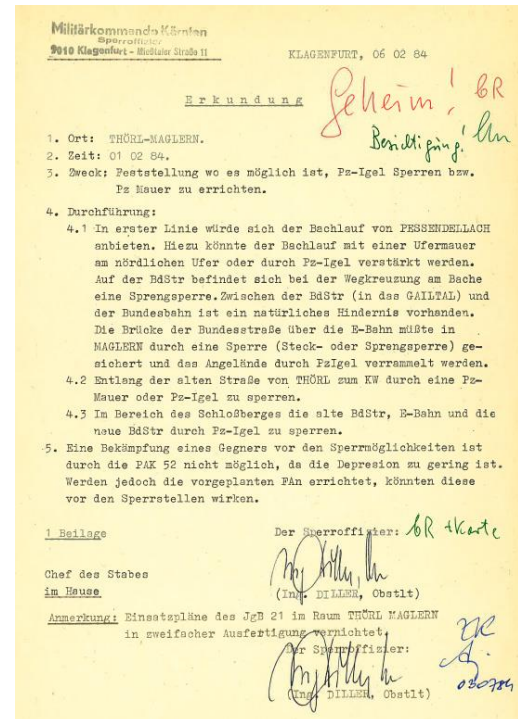 Militärkommando Kärnten
Sperroffizier
9010 Klagenfurt - Mießtaler Straße 11
KLAGENFURT, 06 02 84
Geheim! GR
Erkundung
Besichtigung!
1. Ort: THÖRL-MAGLERN.
2. Zeit: 01 02 84.
3. Zweck: Feststellung wo es möglich ist, Pz-Igel Sperren bzw.
Pz Mauer zu errichten.
4. Durchführung:
4.1 In erster Linie würde sich der Bachlauf von PESSENDELLACH
anbieten. Hiezu könnte der Bachlauf mit einer Ufermauer
am nördlichen Ufer oder durch Pz-Igel verstärkt werden.
Auf der BdStr befindet sich bei der Wegkreuzung am Bache
eine Sprengsperre. Zwischen der BdStr (in das GAILTAL) und
der Bundesbahn ist ein natürliches Hindernis vorhanden.
Die Brücke der Bundesstraße über die E-Bahn müßte in
MAGLERN durch eine Sperre (Steck- oder Sprengsperre) ge-
sichert und das Angelände durch PzIgel verrammelt werden.
4.2 Entlang der alten Straße von THÖRL zum KW durch eine Pz-
Mauer oder Pz-Igel zu sperren.
4.3 Im Bereich des Schloßberges die alte BdStr, E-Bahn und die
neue BdStr durch Pz-Igel zu sperren.
5. Eine Bekämpfung eines Gegners vor den Sperrmöglichkeiten ist
durch die PAK 52 nicht möglich, da die Depresion zu gering ist.
Werden jedoch die vorgeplanten FAn errichtet, könnten diese
vor den Sperrstellen wirken.
1 Beilage
Der Sperroffizier: GR + Karte
Chef des Stabes
im Hause
(Ing. DILLER, Obstlt)
Anmerkung: Einsatzpläne des JgB 21 im Raum THÖRL MAGLERN
in zweifacher Ausfertigung vernichtet
Der Sperroffizier:
(Ing. DILLER, Obstlt)
030784